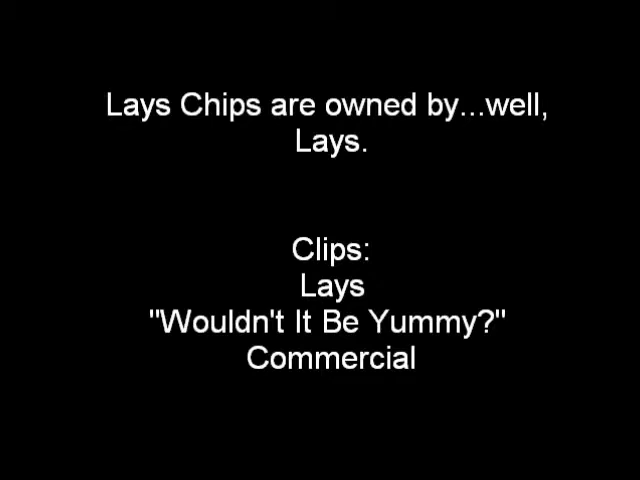 Lays Chips are owned by...well,
Lays.
Clips:
Lays
"Wouldn't It Be Yummy?"
Commercial